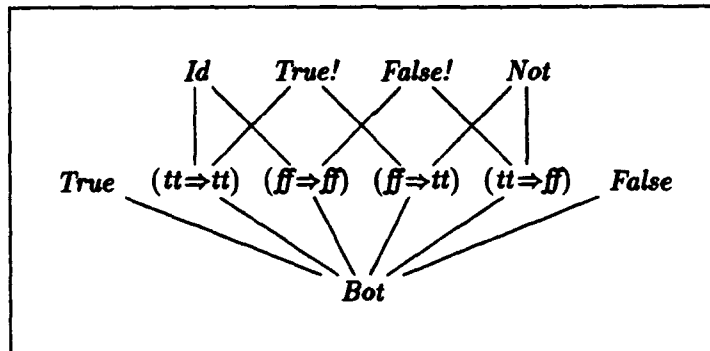 Id True! False! Not
True (tt⇒tt) (ff⇒ff) (ff⇒tt) (tt⇒ff) False
Bot